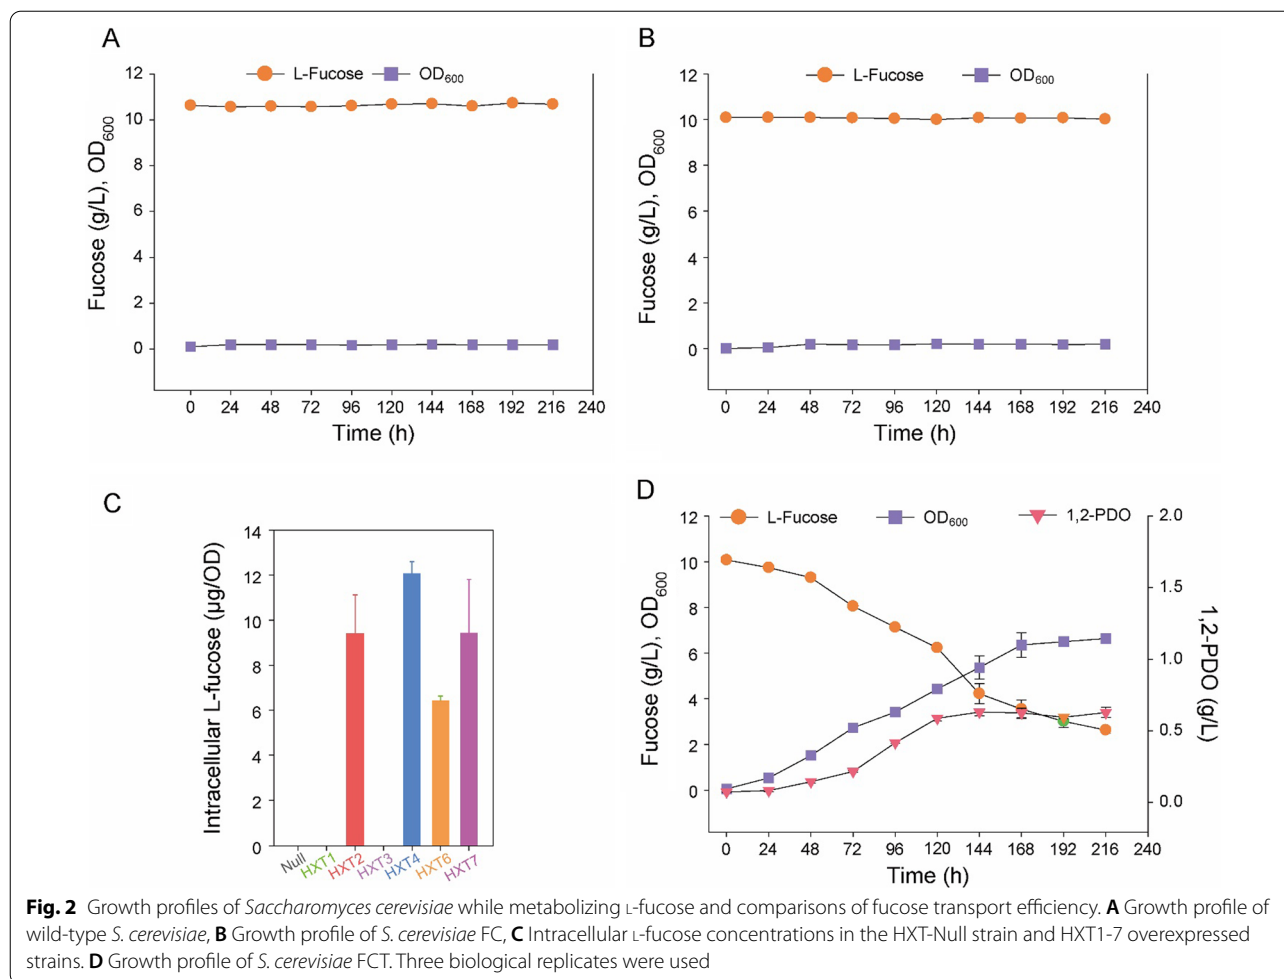 A
L-Fucose OD600
12
10
8
6
4
2
0
Fucose (g/L), OD600
0 24 48 72 96 120 144 168 192 216 240
Time (h)
B
L-Fucose OD600
12
10
8
6
4
2
0
Fucose (g/L), OD600
0 24 48 72 96 120 144 168 192 216 240
Time (h)
C
14
12
10
8
6
4
2
0
Intracellular L-fucose (µg/OD)
Null HXT1 HXT2 HXT3 HXT4 HXT6 HXT7
D
L-Fucose OD600 1,2-PDO
12
10
8
6
4
2
0
Fucose (g/L), OD600
2.0
1.5
1.0
0.5
0.0
1,2-PDO (g/L)
0 24 48 72 96 120 144 168 192 216 240
Time (h)
Fig. 2 Growth profiles of Saccharomyces cerevisiae while metabolizing L-fucose and comparisons of fucose transport efficiency. A Growth profile of
wild-type S. cerevisiae, B Growth profile of S. cerevisiae FC, C Intracellular L-fucose concentrations in the HXT-Null strain and HXT1-7 overexpressed
strains. D Growth profile of S. cerevisiae FCT. Three biological replicates were used